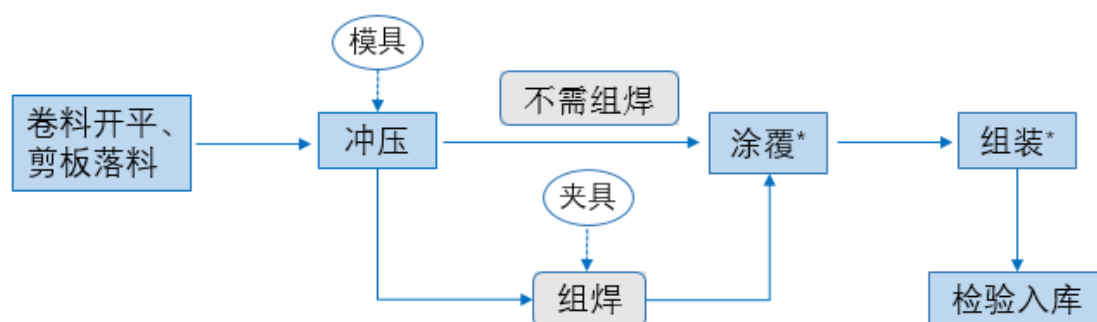 模具
不需组焊
卷料开平、
剪板落料
冲压
涂覆*
组装*
夹具
组焊
检验入库